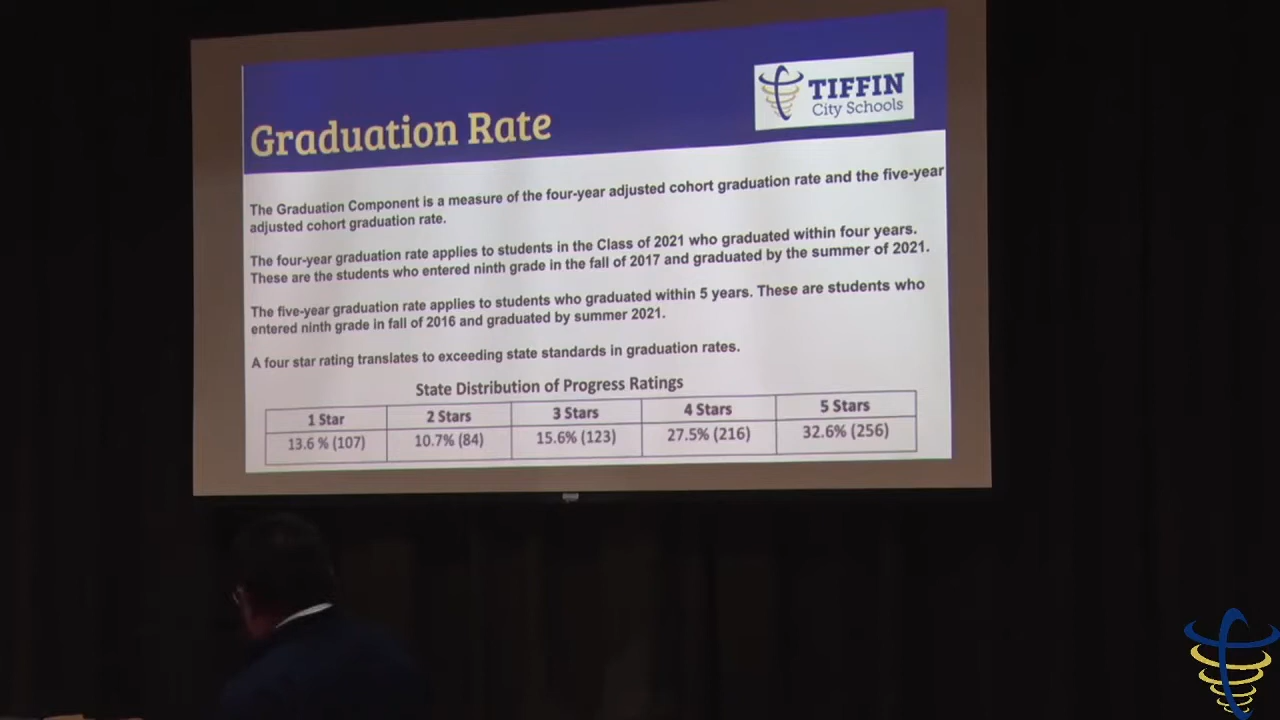 TIFFIN
City Schools
Graduation Rate
The Graduation Component is a measure of the four-year adjusted cohort graduation rate and the five-year
adjusted cohort graduation rate.
The four-year graduation rate applies to students in the Class of 2021 who graduated within four years.
These are the students who entered ninth grade in the fall of 2017 and graduated by the summer of 2021.
The five-year graduation rate applies to students who graduated within 5 years. These are students who
entered ninth grade in fall of 2016 and graduated by summer 2021.
A four star rating translates to exceeding state standards in graduation rates.
State Distribution of Progress Ratings
1 Star 2 Stars 3 Stars 4 Stars 5 Stars
13.6 % (107) 10.7% (84) 15.6% (123) 27.5% (216) 32.6% (256)